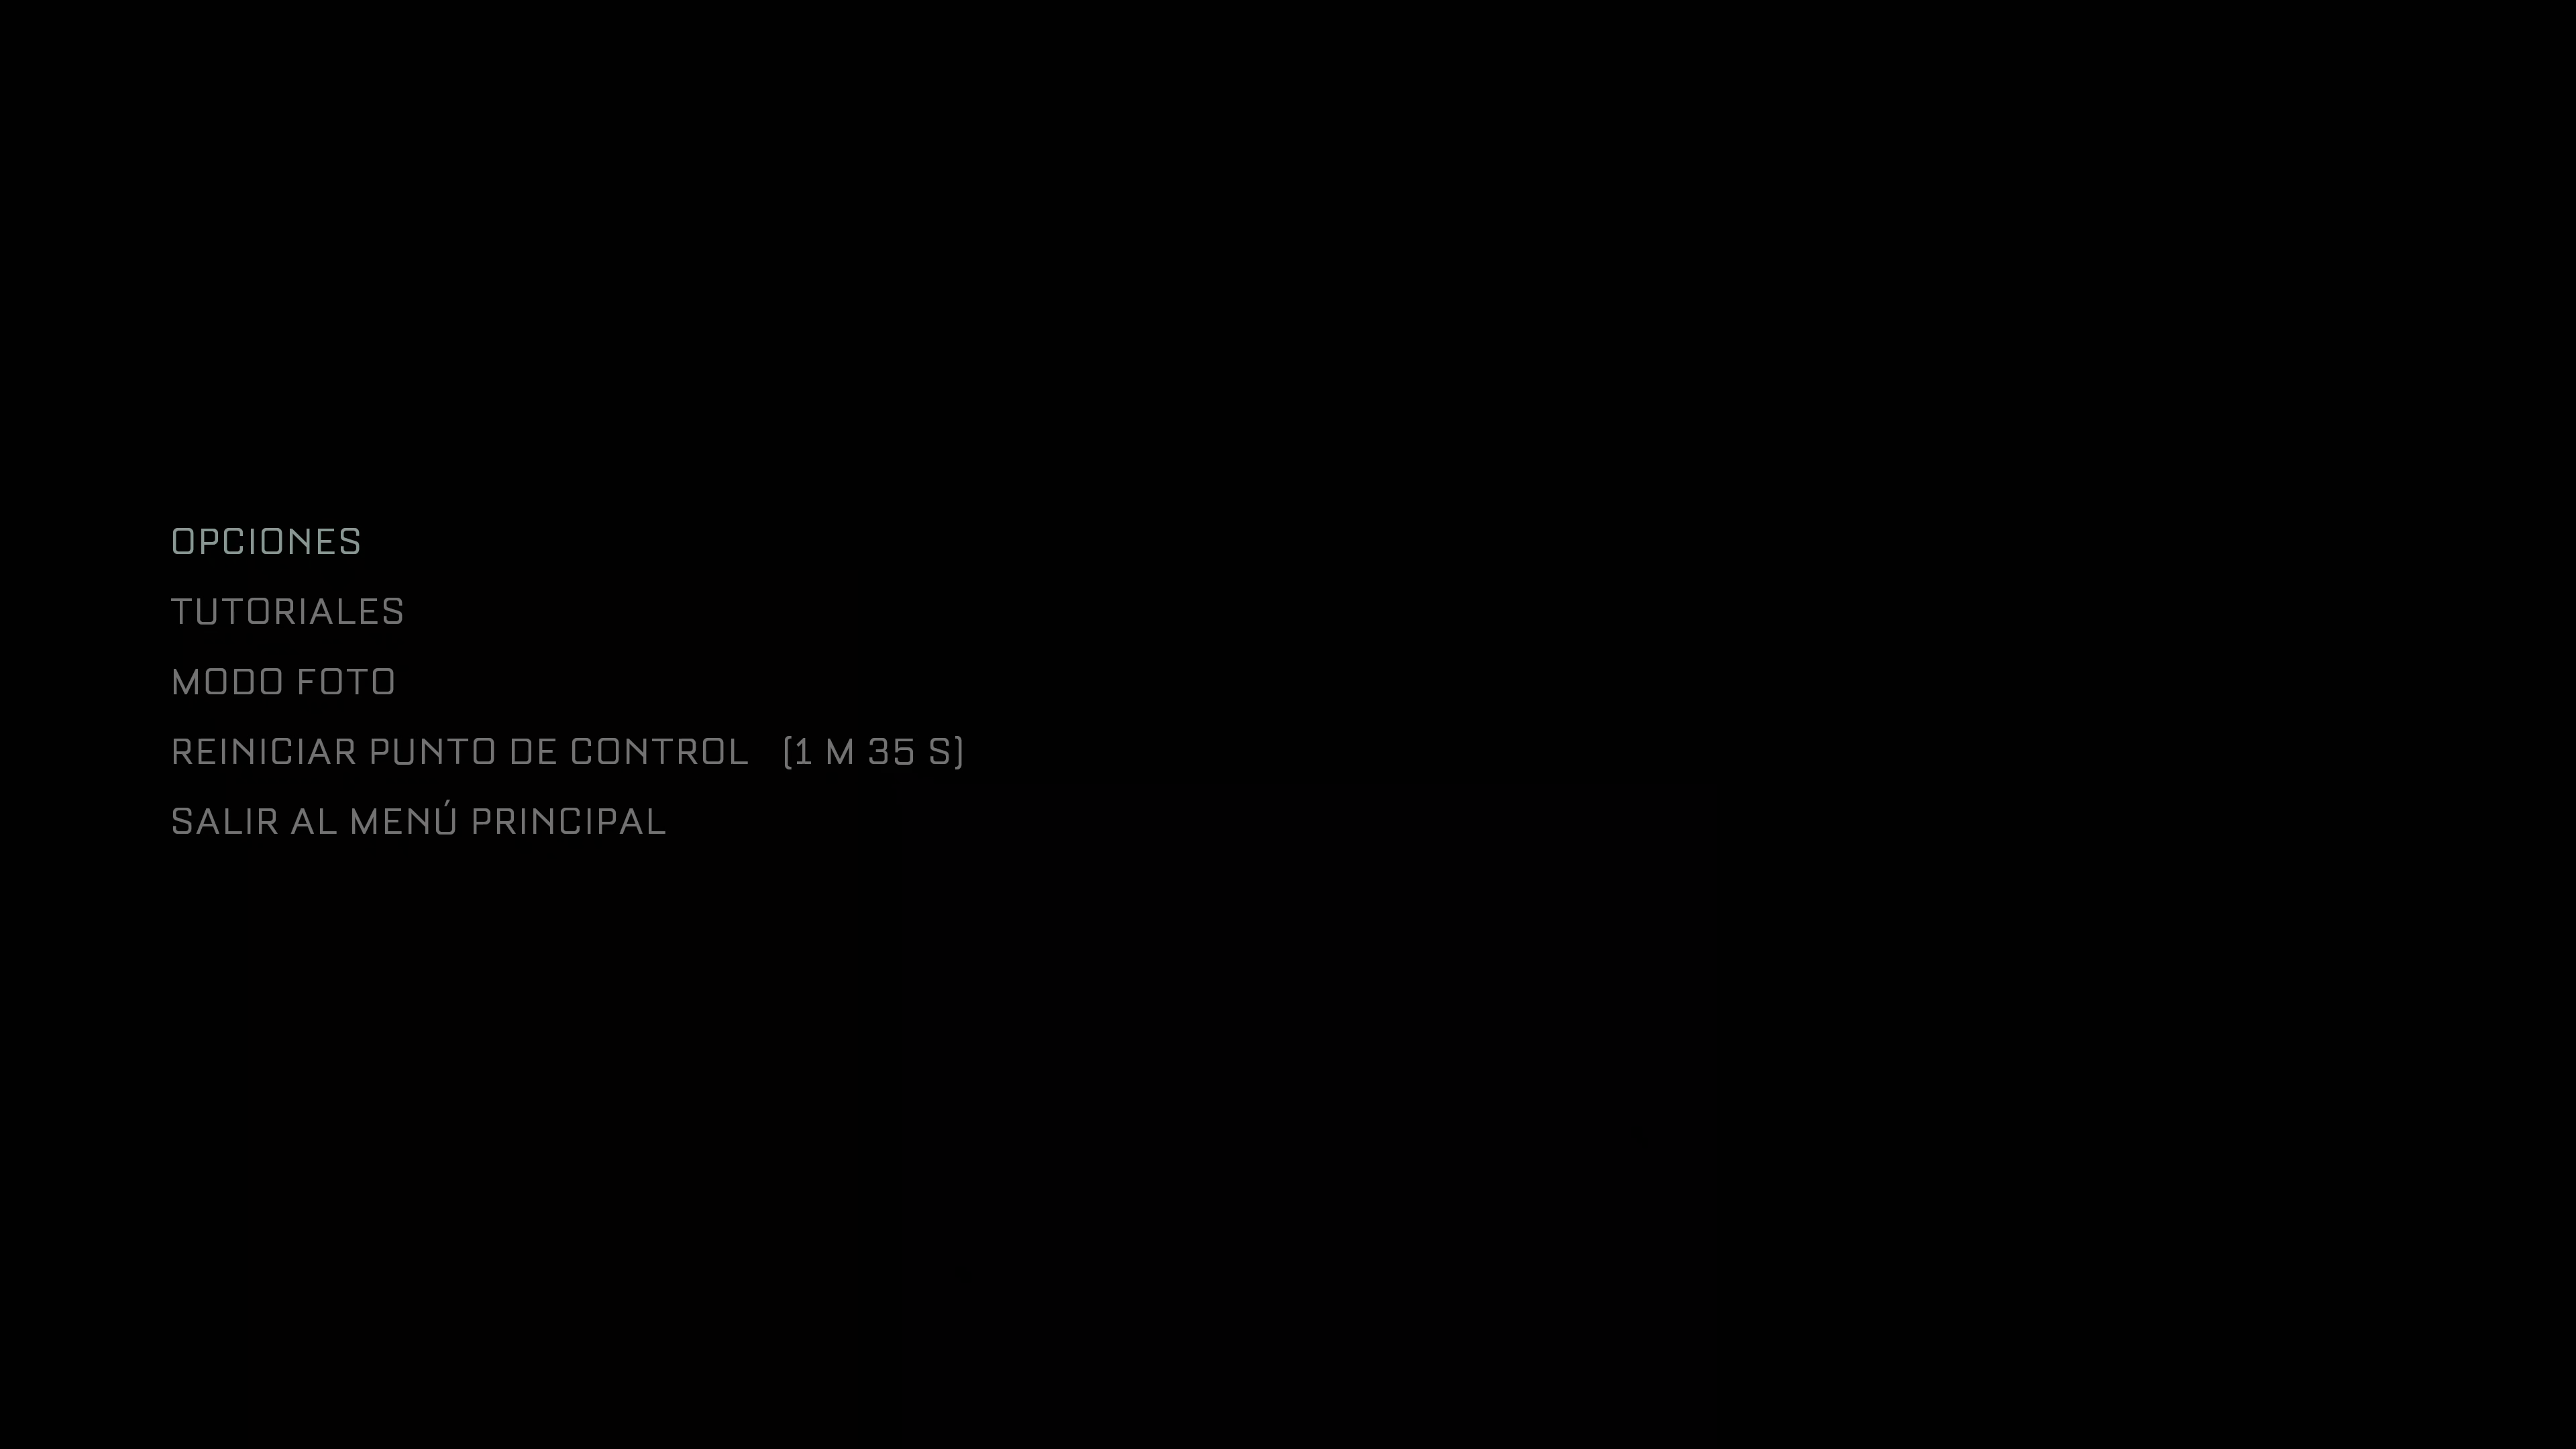 OPCIONES
TUTORIALES
MODO FOTO
REINICIAR PUNTO DE CONTROL (1 M 35 S)
SALIR AL MENÚ PRINCIPAL